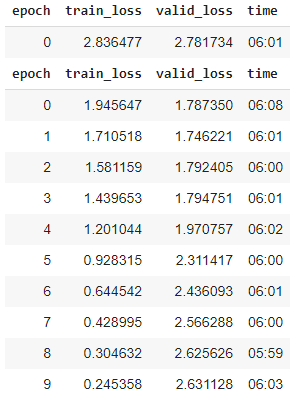 epoch train_loss valid_loss time
0 2.836477 2.781734 06:01
epoch train_loss valid_loss time
0 1.945647 1.787350 06:08
1 1.710518 1.746221 06:01
2 1.581159 1.792405 06:00
3 1.439653 1.794751 06:01
4 1.201044 1.970757 06:02
5 0.928315 2.311417 06:00
6 0.644542 2.436093 06:01
7 0.428995 2.566288 06:00
8 0.304632 2.625626 05:59
9 0.245358 2.631128 06:03